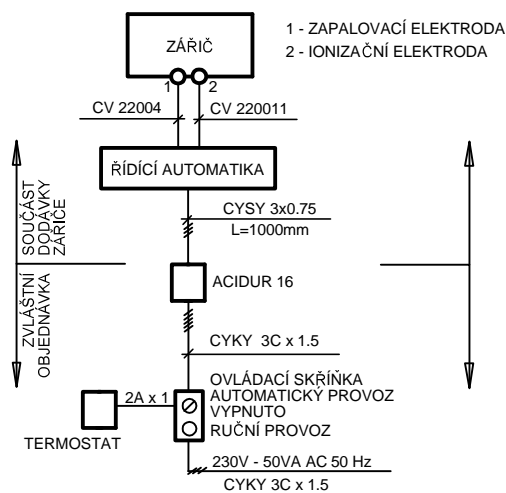 ZÁŘIČ
1 - ZAPALOVACÍ ELEKTRODA
2 - IONIZAČNÍ ELEKTRODA
1
2
CV 22004
CV 220011
ŘÍDÍCÍ AUTOMATIKA
SOUČÁST
DODÁVKY
ZÁŘIČE
CYSY 3x0.75
L=1000mm
ZVLÁŠTNÍ
OBJEDNÁVKA
ACIDUR 16
CYKY 3C x 1.5
OVLÁDACÍ SKŘÍŇKA
AUTOMATICKÝ PROVOZ
VYPNUTO
RUČNÍ PROVOZ
2A x 1
TERMOSTAT
230V - 50VA AC 50 Hz
CYKY 3C x 1.5